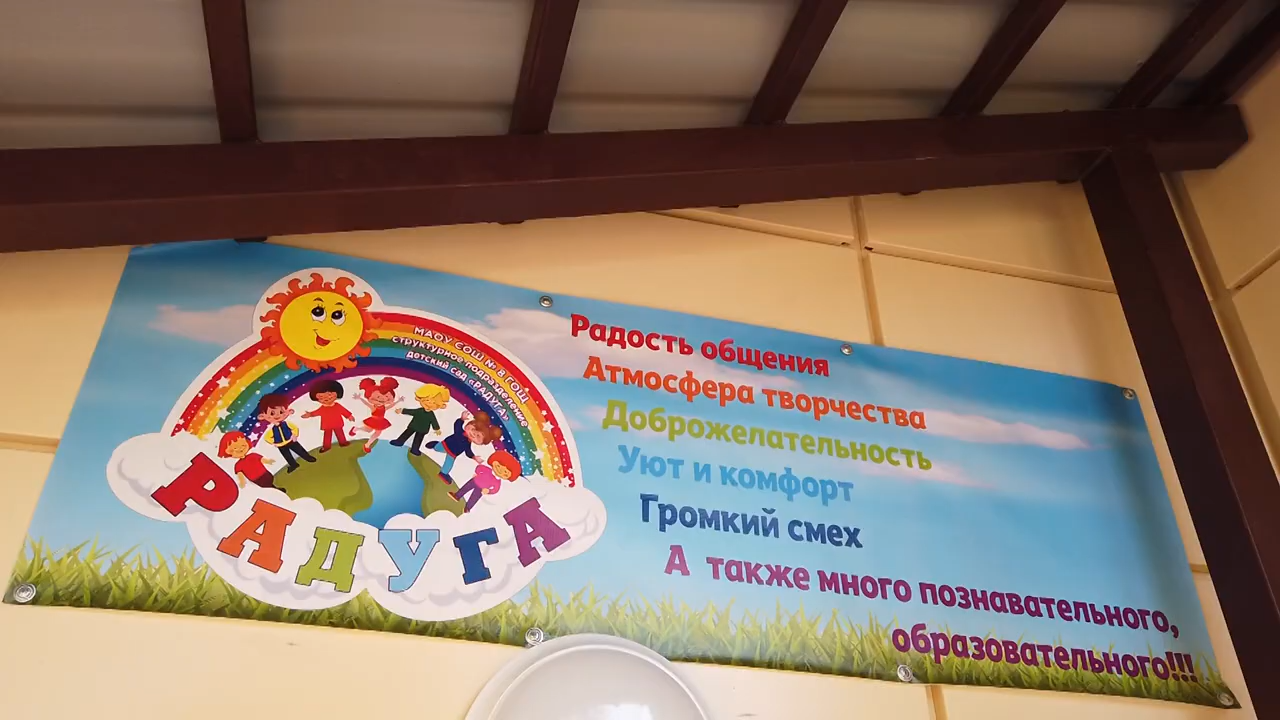 МАОУ СОШ № 8 ГОЩ
структурное подразделение
детский сад «РАДУГА»
РАДУГА
Радость общения
Атмосфера творчества
Доброжелательность
Уют и комфорт
Громкий смех
А также много познавательного,
образовательного!!!